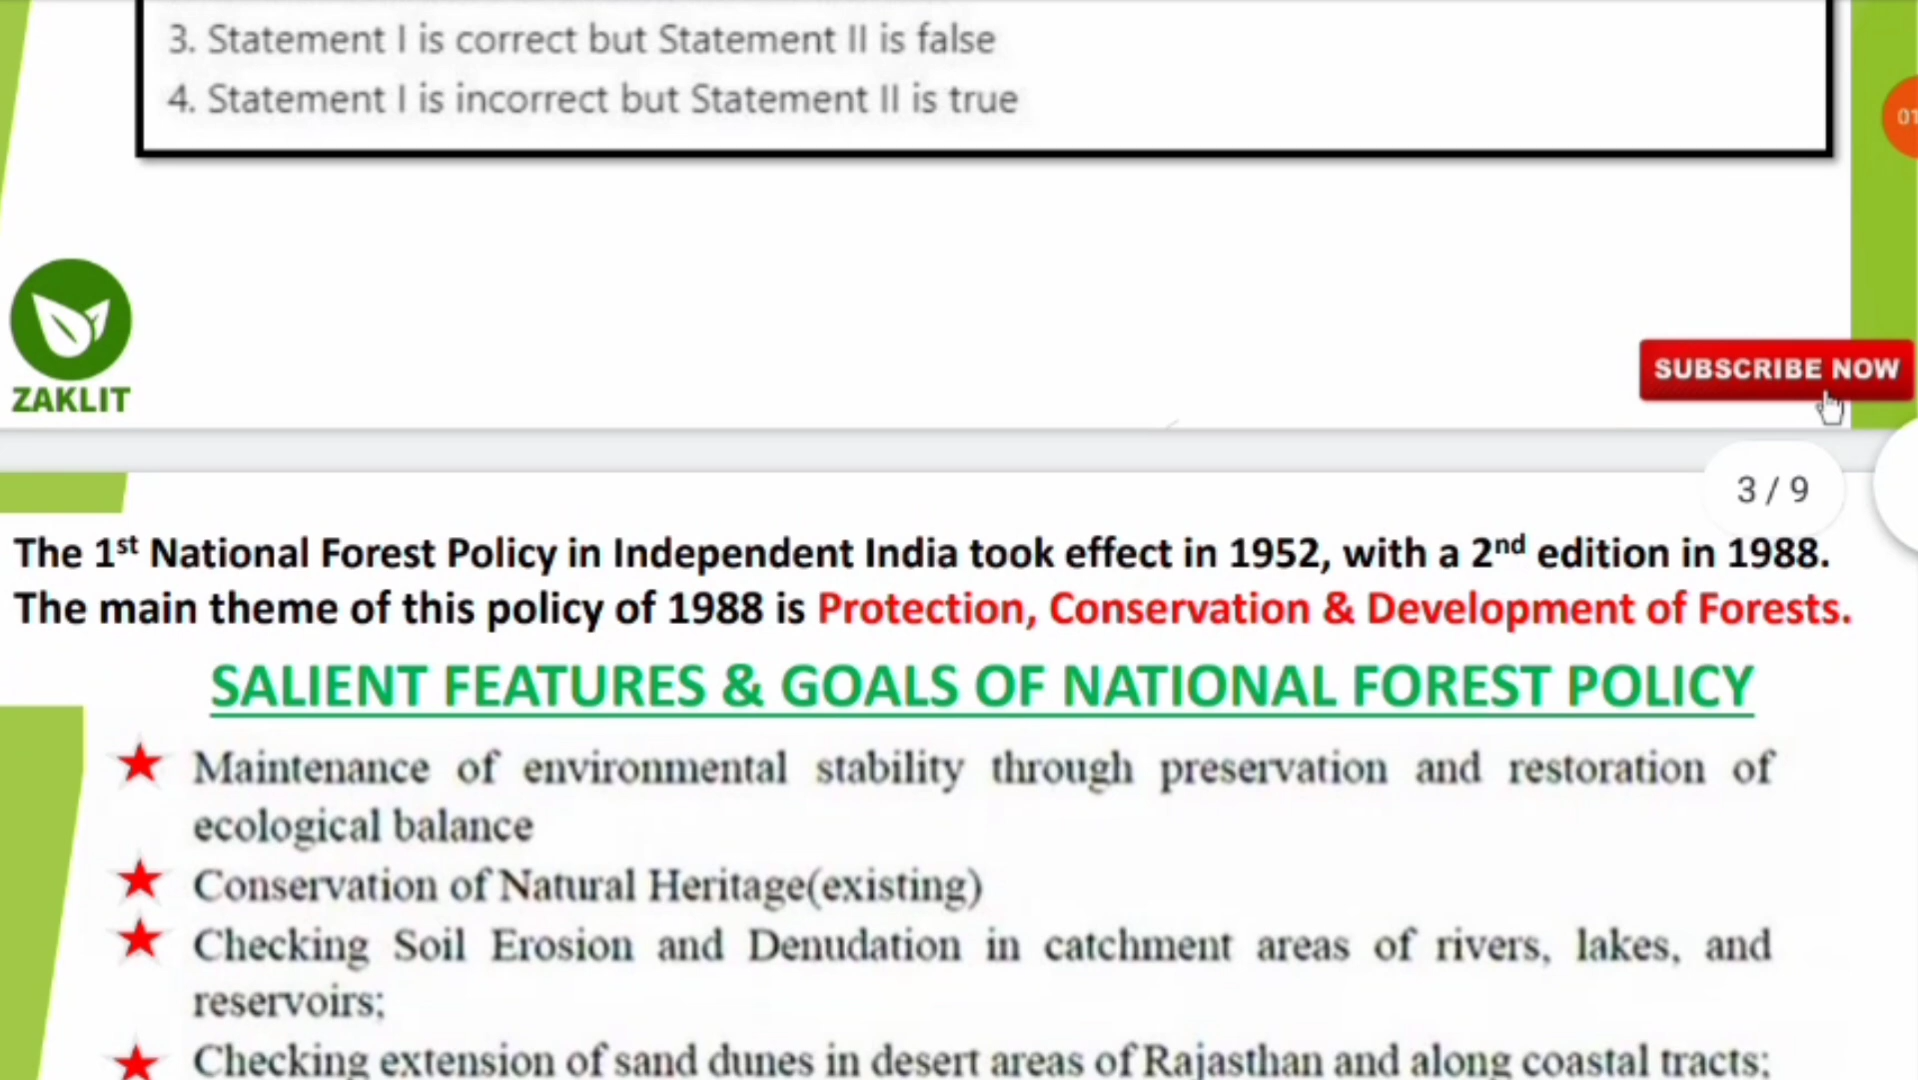 3. Statement I is correct but Statement II is false
4. Statement I is incorrect but Statement II is true
01
ZAKLIT
SUBSCRIBE NOW
3 / 9
The 1st National Forest Policy in Independent India took effect in 1952, with a 2nd edition in 1988.
The main theme of this policy of 1988 is Protection, Conservation & Development of Forests.
SALIENT FEATURES & GOALS OF NATIONAL FOREST POLICY
Maintenance of environmental stability through preservation and restoration of
ecological balance
Conservation of Natural Heritage(existing)
Checking Soil Erosion and Denudation in catchment areas of rivers, lakes, and
reservoirs;
Checking extension of sand dunes in desert areas of Rajasthan and along coastal tracts;